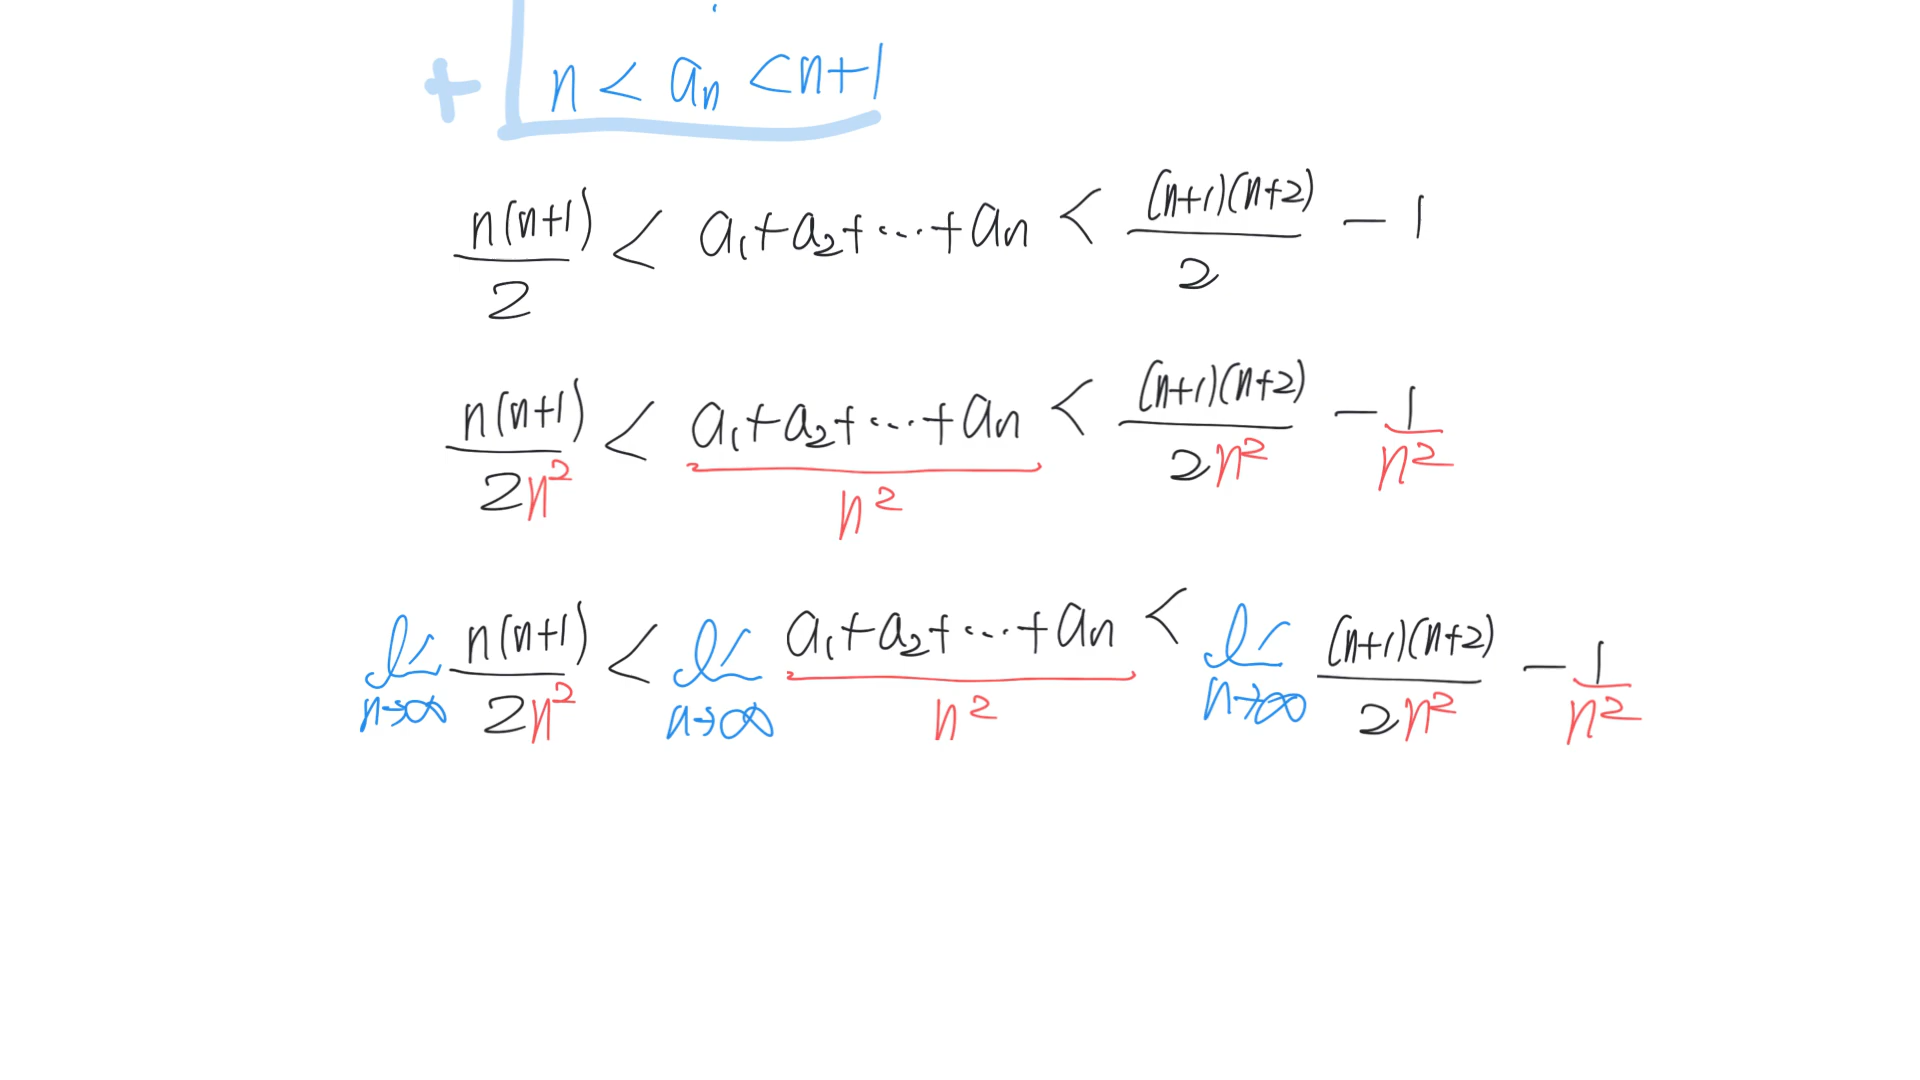 + n < aₙ < n+1
n(n+1)/2 < a₁+a₂+⋯+aₙ < (n+1)(n+2)/2 − 1
n(n+1)/2n² < (a₁+a₂+⋯+aₙ)/n² < (n+1)(n+2)/2n² − 1/n²
lim n→∞ n(n+1)/2n² < lim n→∞ (a₁+a₂+⋯+aₙ)/n² < lim n→∞ (n+1)(n+2)/2n² − 1/n²